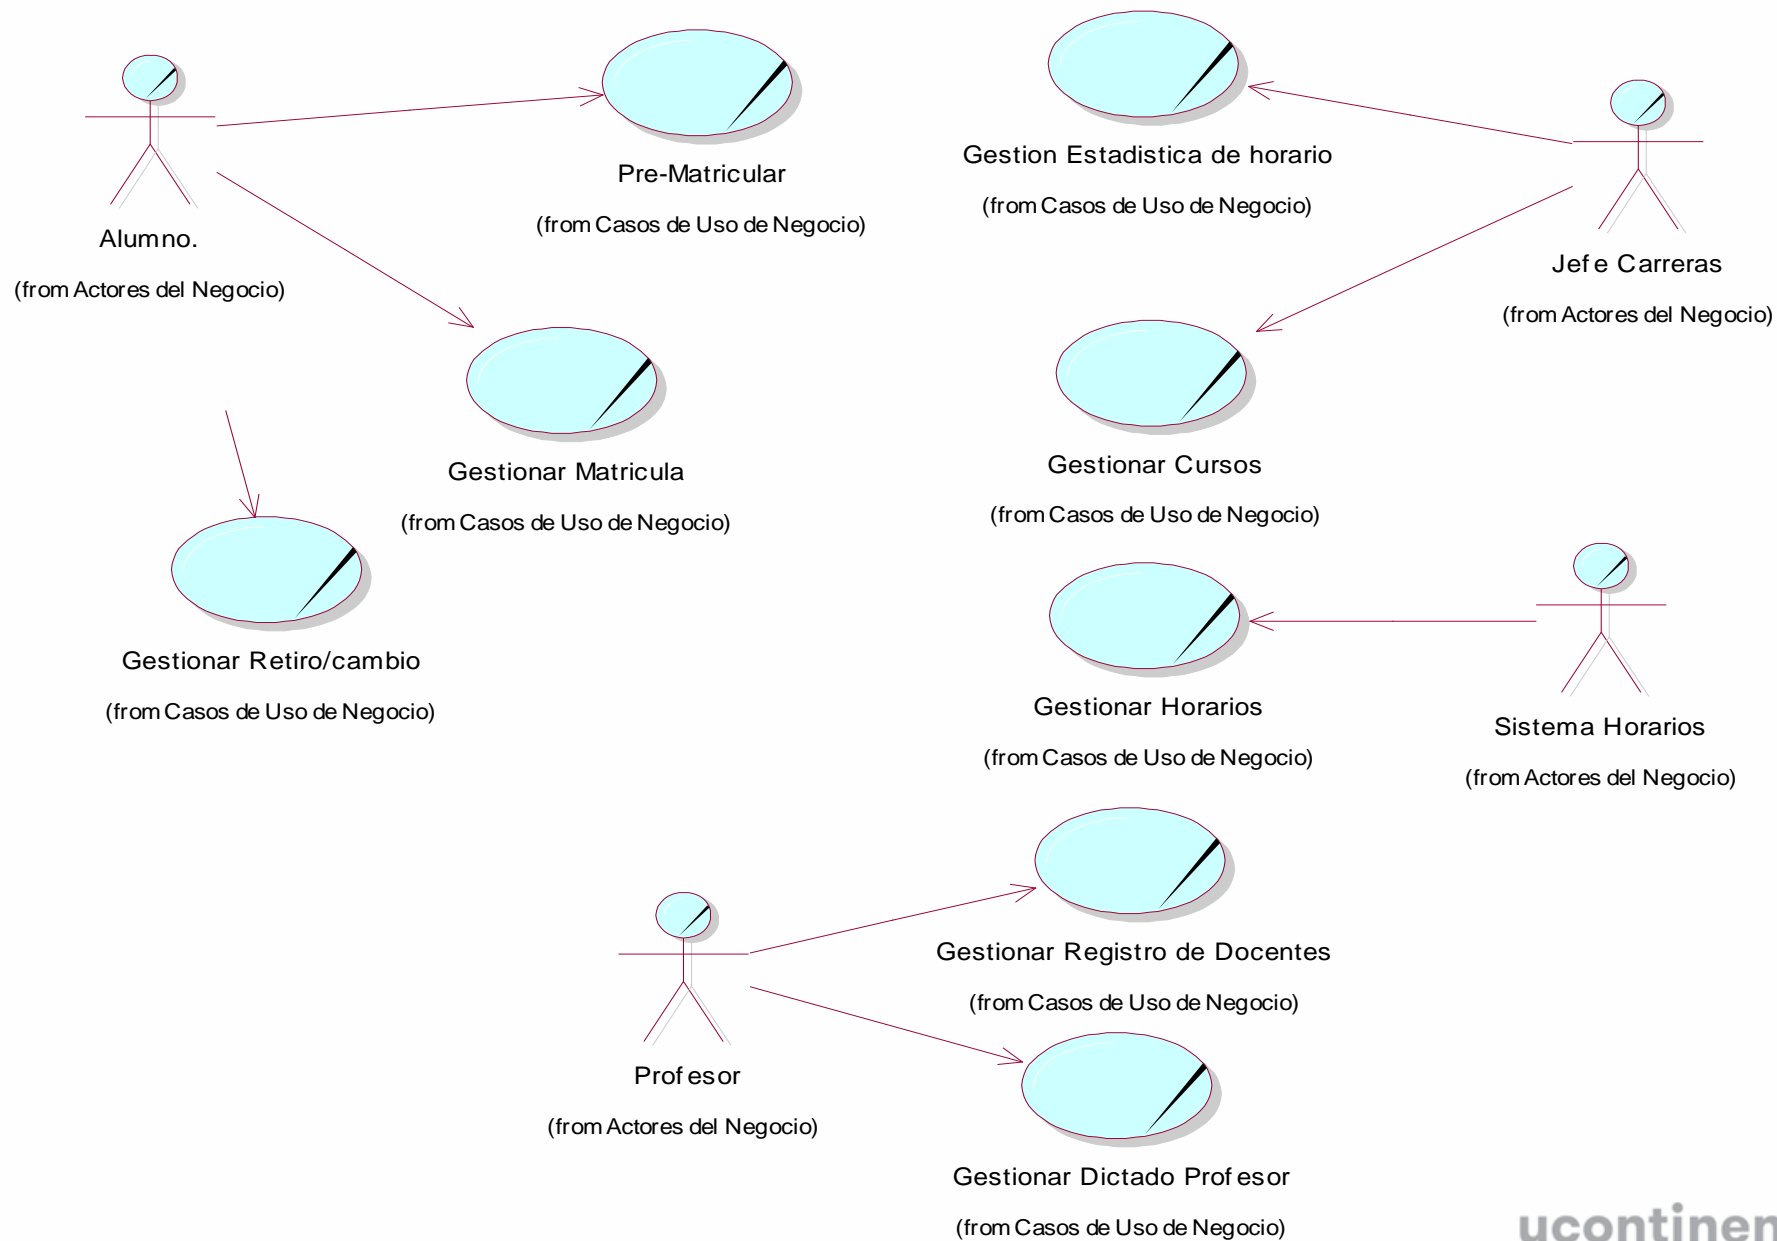 Pre-Matricular
(from Casos de Uso de Negocio)
Gestion Estadistica de horario
(from Casos de Uso de Negocio)
Alumno.
(from Actores del Negocio)
Jefe Carreras
(from Actores del Negocio)
Gestionar Matricula
(from Casos de Uso de Negocio)
Gestionar Cursos
(from Casos de Uso de Negocio)
Gestionar Retiro/cambio
(from Casos de Uso de Negocio)
Gestionar Horarios
(from Casos de Uso de Negocio)
Sistema Horarios
(from Actores del Negocio)
Gestionar Registro de Docentes
(from Casos de Uso de Negocio)
Profesor
(from Actores del Negocio)
Gestionar Dictado Profesor
(from Casos de Uso de Negocio)
ucontinen